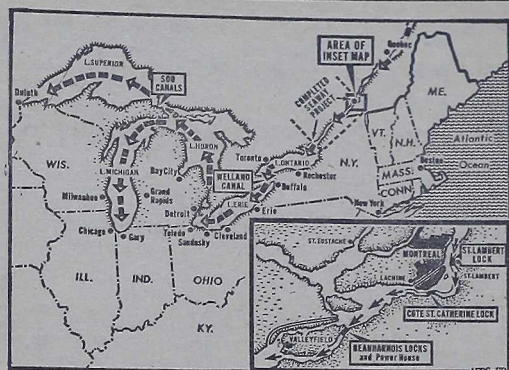 L. SUPERIOR
Duluth
SOO
CANALS
AREA OF
INSET MAP
Quebec
COMPLETED
SEAWAY
PROJECT
ME.
VT.
N.H.
Atlantic
Ocean
WIS.
L. MICHIGAN
L. HURON
Bay City
Toronto
L. ONTARIO
N.Y.
Boston
MASS.
CONN.
WELLAND
CANAL
Rochester
Buffalo
Milwaukee
Grand
Rapids
Detroit
L. ERIE
Erie
New York
Chicago
Gary
Toledo
Sandusky
Cleveland
ILL.
IND.
OHIO
KY.
ST. EUSTACHE
MONTREAL
ST. LAMBERT
LOCK
LACHINE
ST. LAMBERT
COTE ST. CATHERINE LOCK
VALLEYFIELD
BEAUHARNOIS LOCKS
and Power House